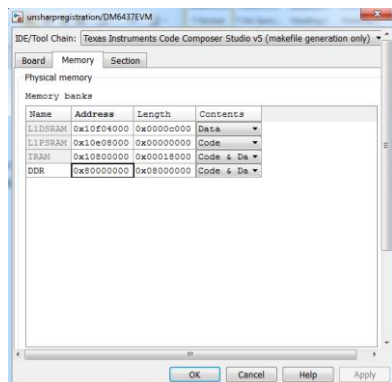 unsharpregistration/DM6437EVM
IDE/Tool Chain: Texas Instruments Code Composer Studio v5 (makefile generation only)
Board Memory Section
Physical memory
Memory banks
Name Address Length Contents
L1DSRAM 0x10f04000 0x0000c000 Data
L1PSRAM 0x10e08000 0x00008000 Code
IRAM 0x10800000 0x00018000 Code & Da
DDR 0x80000000 0x08000000 Code & Da
OK Cancel Help Apply